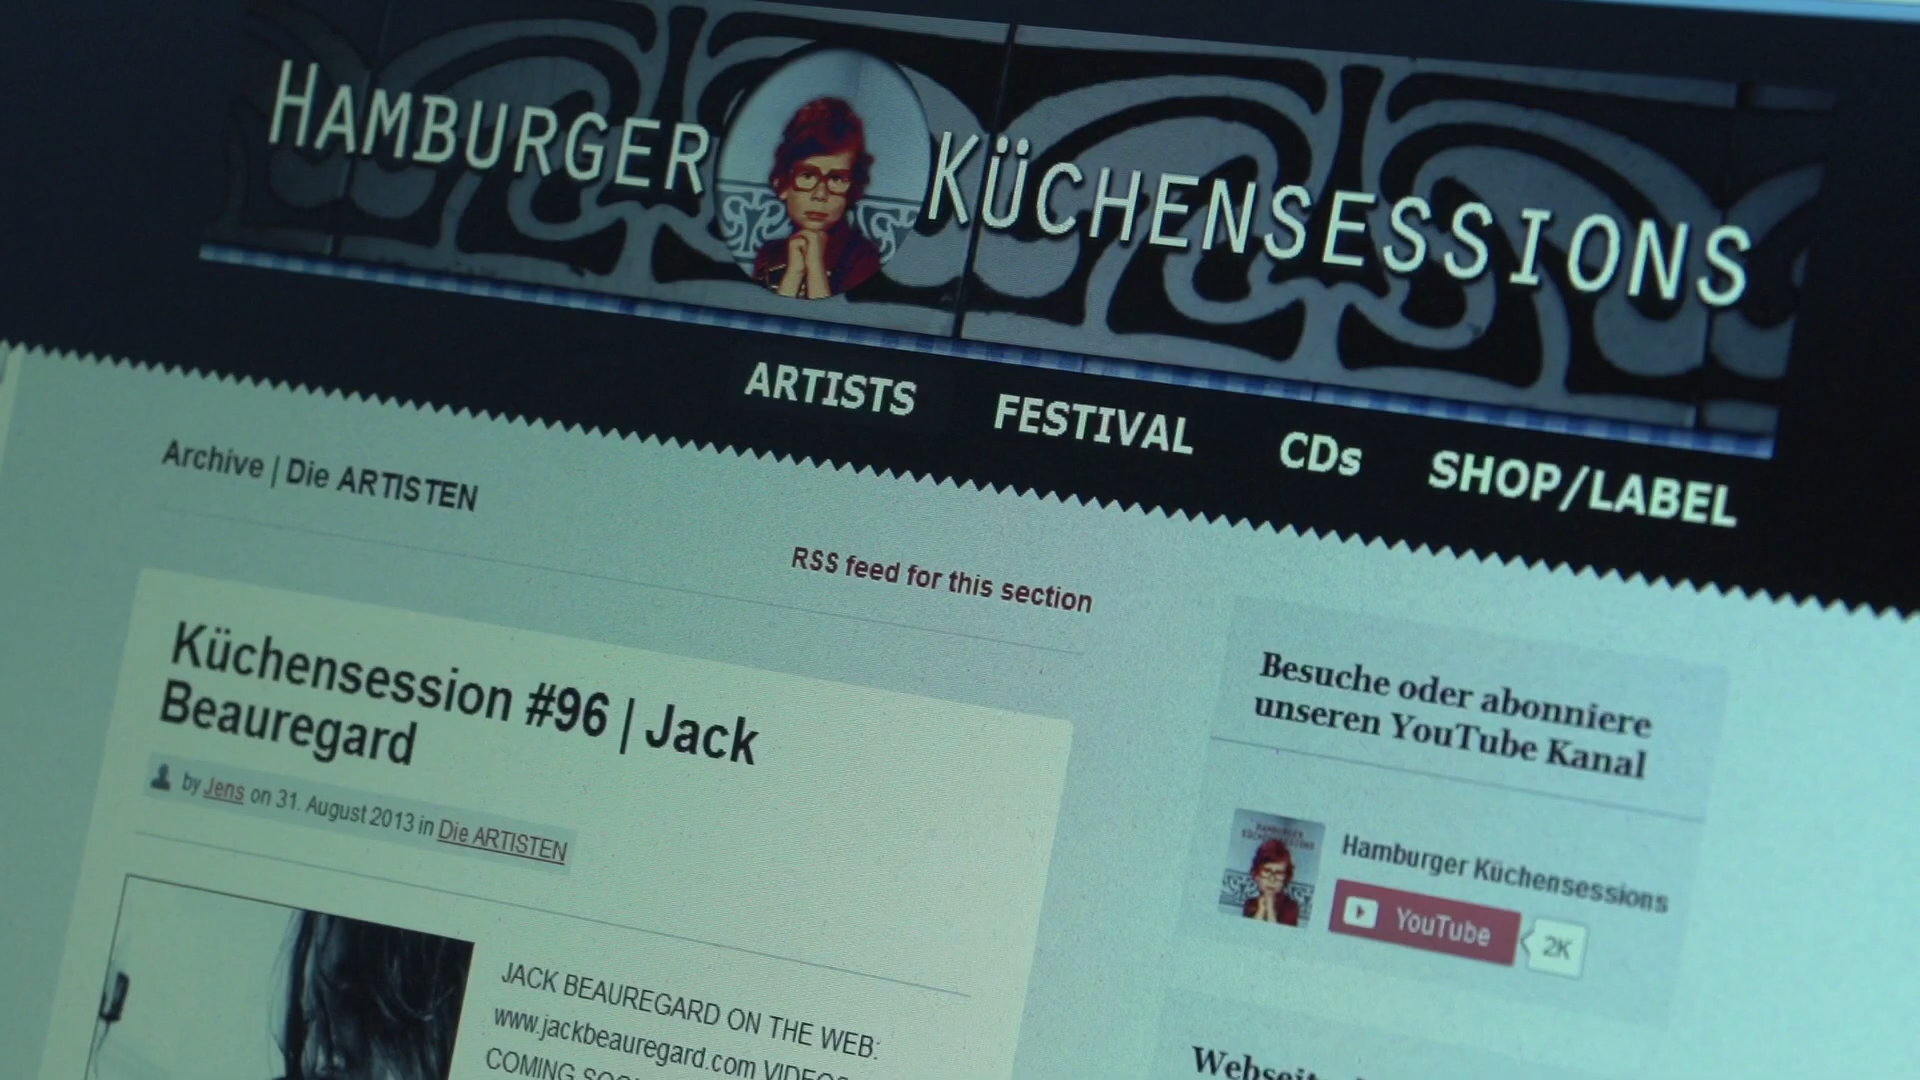 HAMBURGER KÜCHENSESSIONS
ARTISTS FESTIVAL CDs SHOP/LABEL
Archive | Die ARTISTEN
RSS feed for this section
Küchensession #96 | Jack
Beauregard
by Jens on 31. August 2013 in Die ARTISTEN
JACK BEAUREGARD ON THE WEB:
www.jackbeauregard.com
COMING
Besuche oder abonniere
unseren YouTube Kanal
Hamburger Küchensessions
YouTube 2K